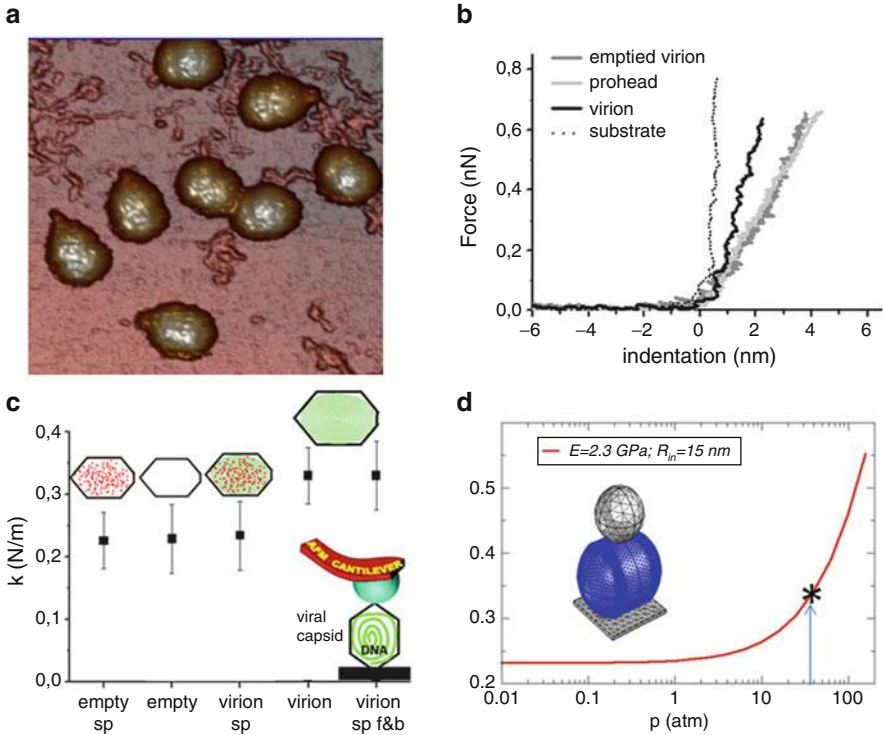 a
b
0,8
0,6
0,4
0,2
0,0
Force (nN)
emptied virion
prohead
virion
substrate
−6
−4
−2
0
2
4
6
indentation (nm)
c
0,4
0,3
0,2
0,1
0,0
k (N/m)
AFM CANTILEVER
viral
capsid
DNA
empty
sp
empty
virion
sp
virion
virion
sp f&b
d
E=2.3 GPa; Rin=15 nm
0.5
0.4
0.3
0.2
*
0.01
0.1
1
10
100
p (atm)